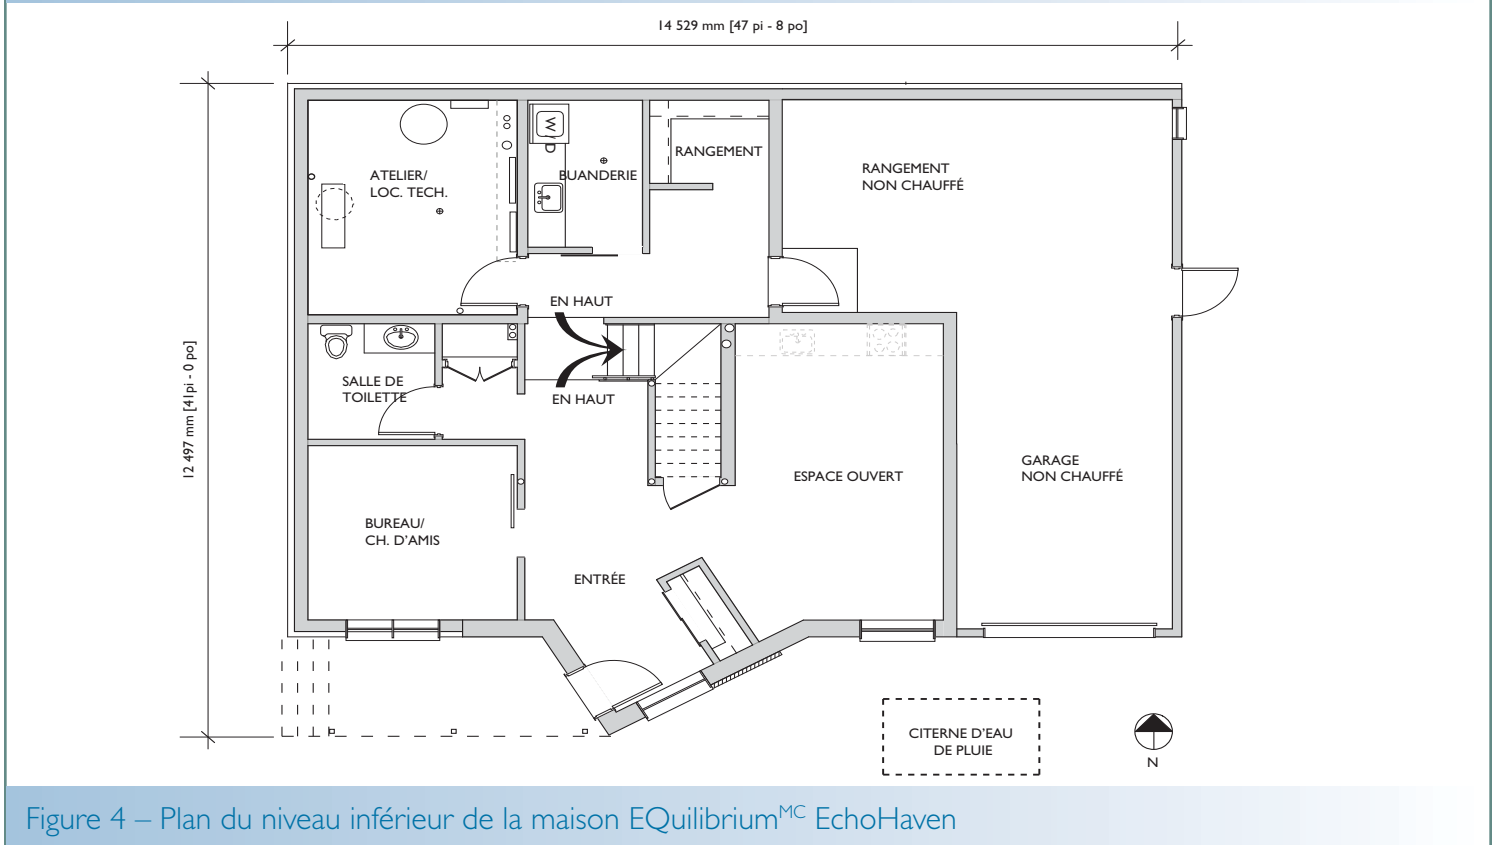 14 529 mm [47 pi - 8 po]
12 497 mm [41pi - 0 po]
ATELIER/
LOC. TECH.
W/D
BUANDERIE
RANGEMENT
RANGEMENT
NON CHAUFFÉ
EN HAUT
EN HAUT
SALLE DE
TOILETTE
ESPACE OUVERT
GARAGE
NON CHAUFFÉ
BUREAU/
CH. D'AMIS
ENTRÉE
CITERNE D'EAU
DE PLUIE
N
Figure 4 – Plan du niveau inférieur de la maison EQuilibriumMC EchoHaven